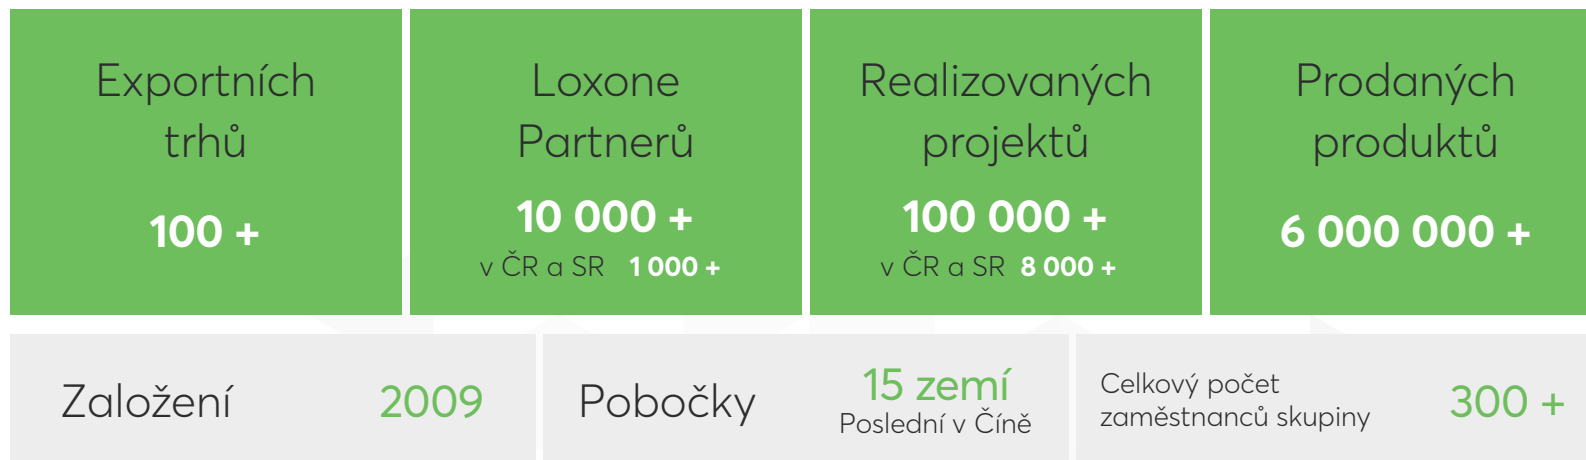 Exportních
trhů
100 +
Loxone
Partnerů
10 000 +
v ČR a SR 1 000 +
Realizovaných
projektů
100 000 +
v ČR a SR 8 000 +
Prodaných
produktů
6 000 000 +
Založení 2009
Pobočky
15 zemí
Poslední v Číně
Celkový počet
zaměstnanců skupiny
300 +